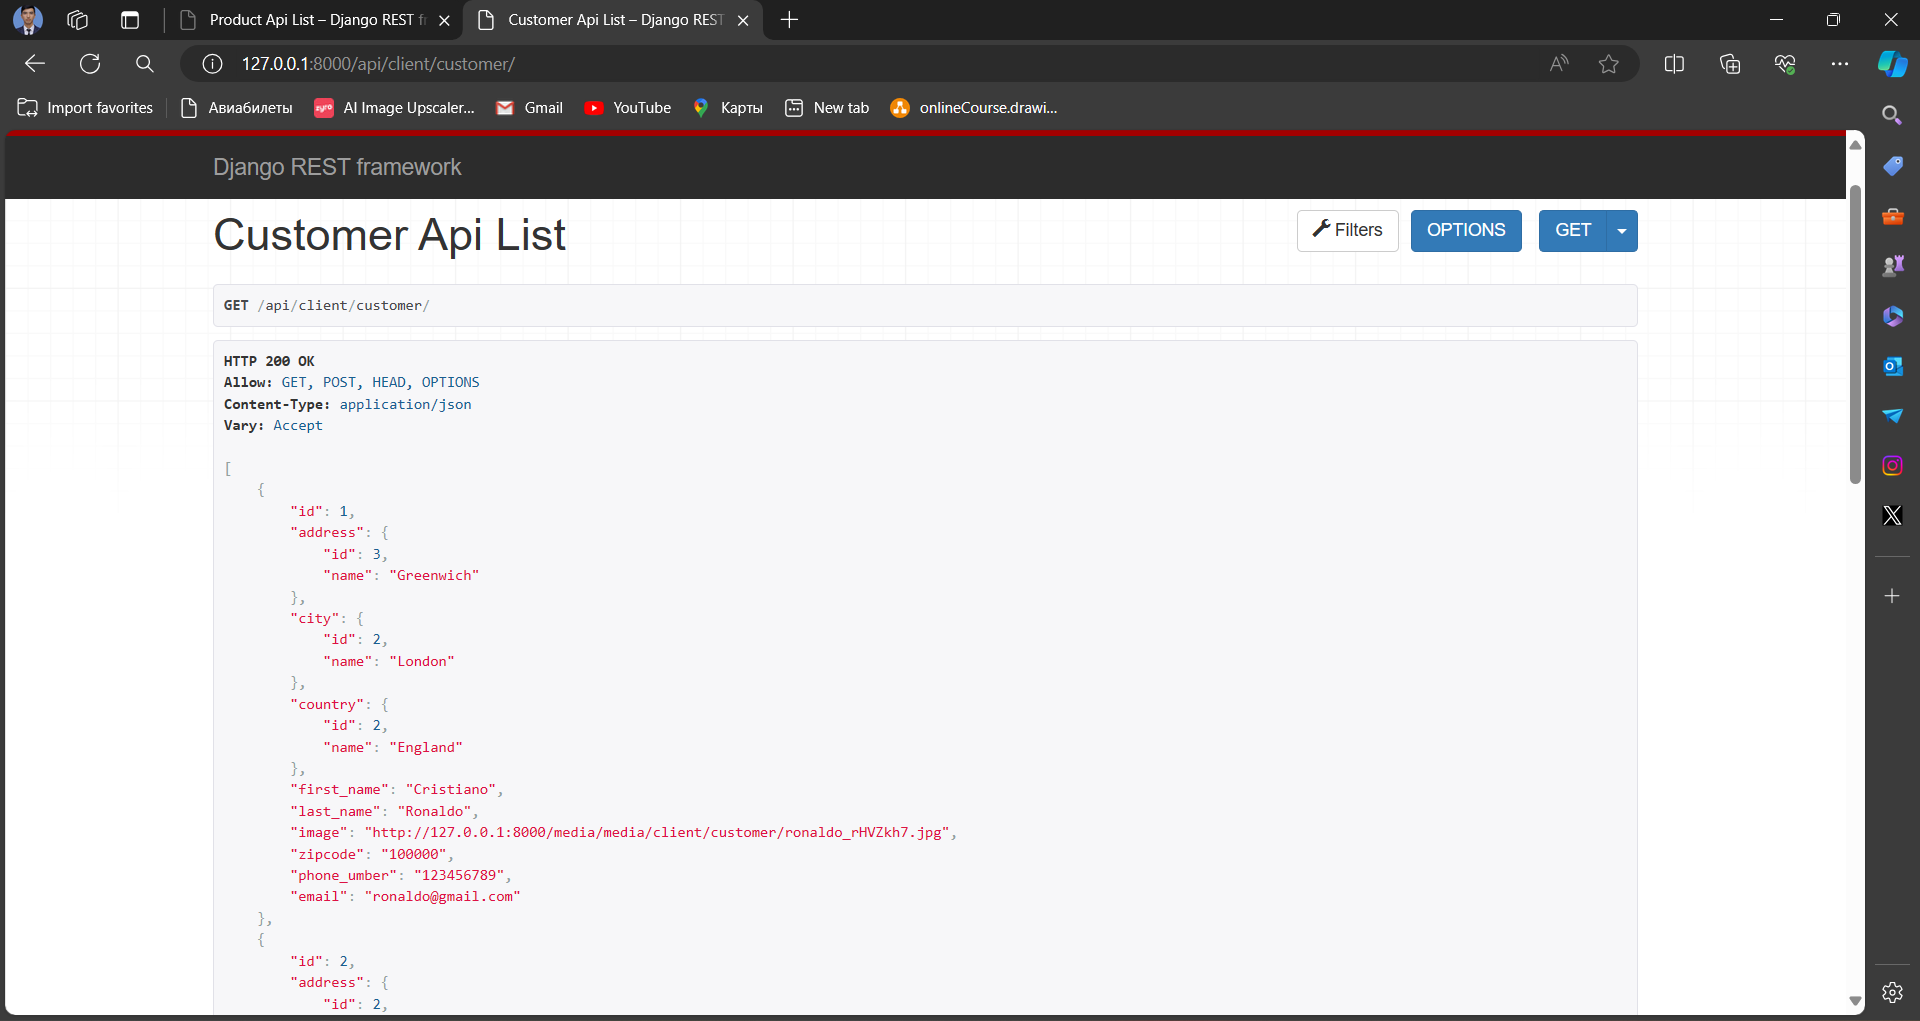 Product Api List – Django REST fr
Customer Api List – Django REST
127.0.0.1:8000/api/client/customer/
Import favorites
Авиабилеты
zyro
AI Image Upscaler...
Gmail
YouTube
Карты
New tab
onlineCourse.drawi...
Django REST framework
Customer Api List
Filters
OPTIONS
GET
GET /api/client/customer/
HTTP 200 OK
Allow: GET, POST, HEAD, OPTIONS
Content-Type: application/json
Vary: Accept
[
{
"id": 1,
"address": {
"id": 3,
"name": "Greenwich"
},
"city": {
"id": 2,
"name": "London"
},
"country": {
"id": 2,
"name": "England"
},
"first_name": "Cristiano",
"last_name": "Ronaldo",
"image": "http://127.0.0.1:8000/media/media/client/customer/ronaldo_rHVZkh7.jpg",
"zipcode": "100000",
"phone_umber": "123456789",
"email": "ronaldo@gmail.com"
},
{
"id": 2,
"address": {
"id": 2,